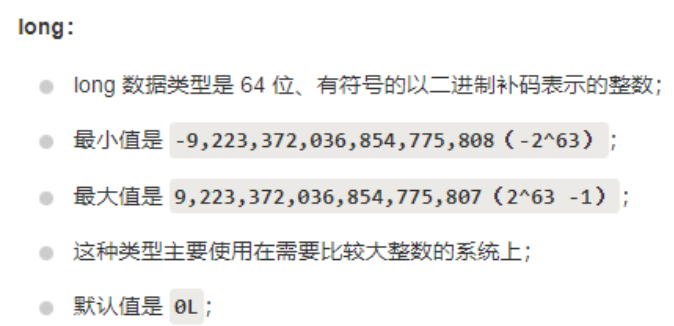 long:
long 数据类型是 64 位、有符号的以二进制补码表示的整数；
最小值是 -9,223,372,036,854,775,808（-2^63）；
最大值是 9,223,372,036,854,775,807（2^63 -1）；
这种类型主要使用在需要比较大整数的系统上；
默认值是 0L；